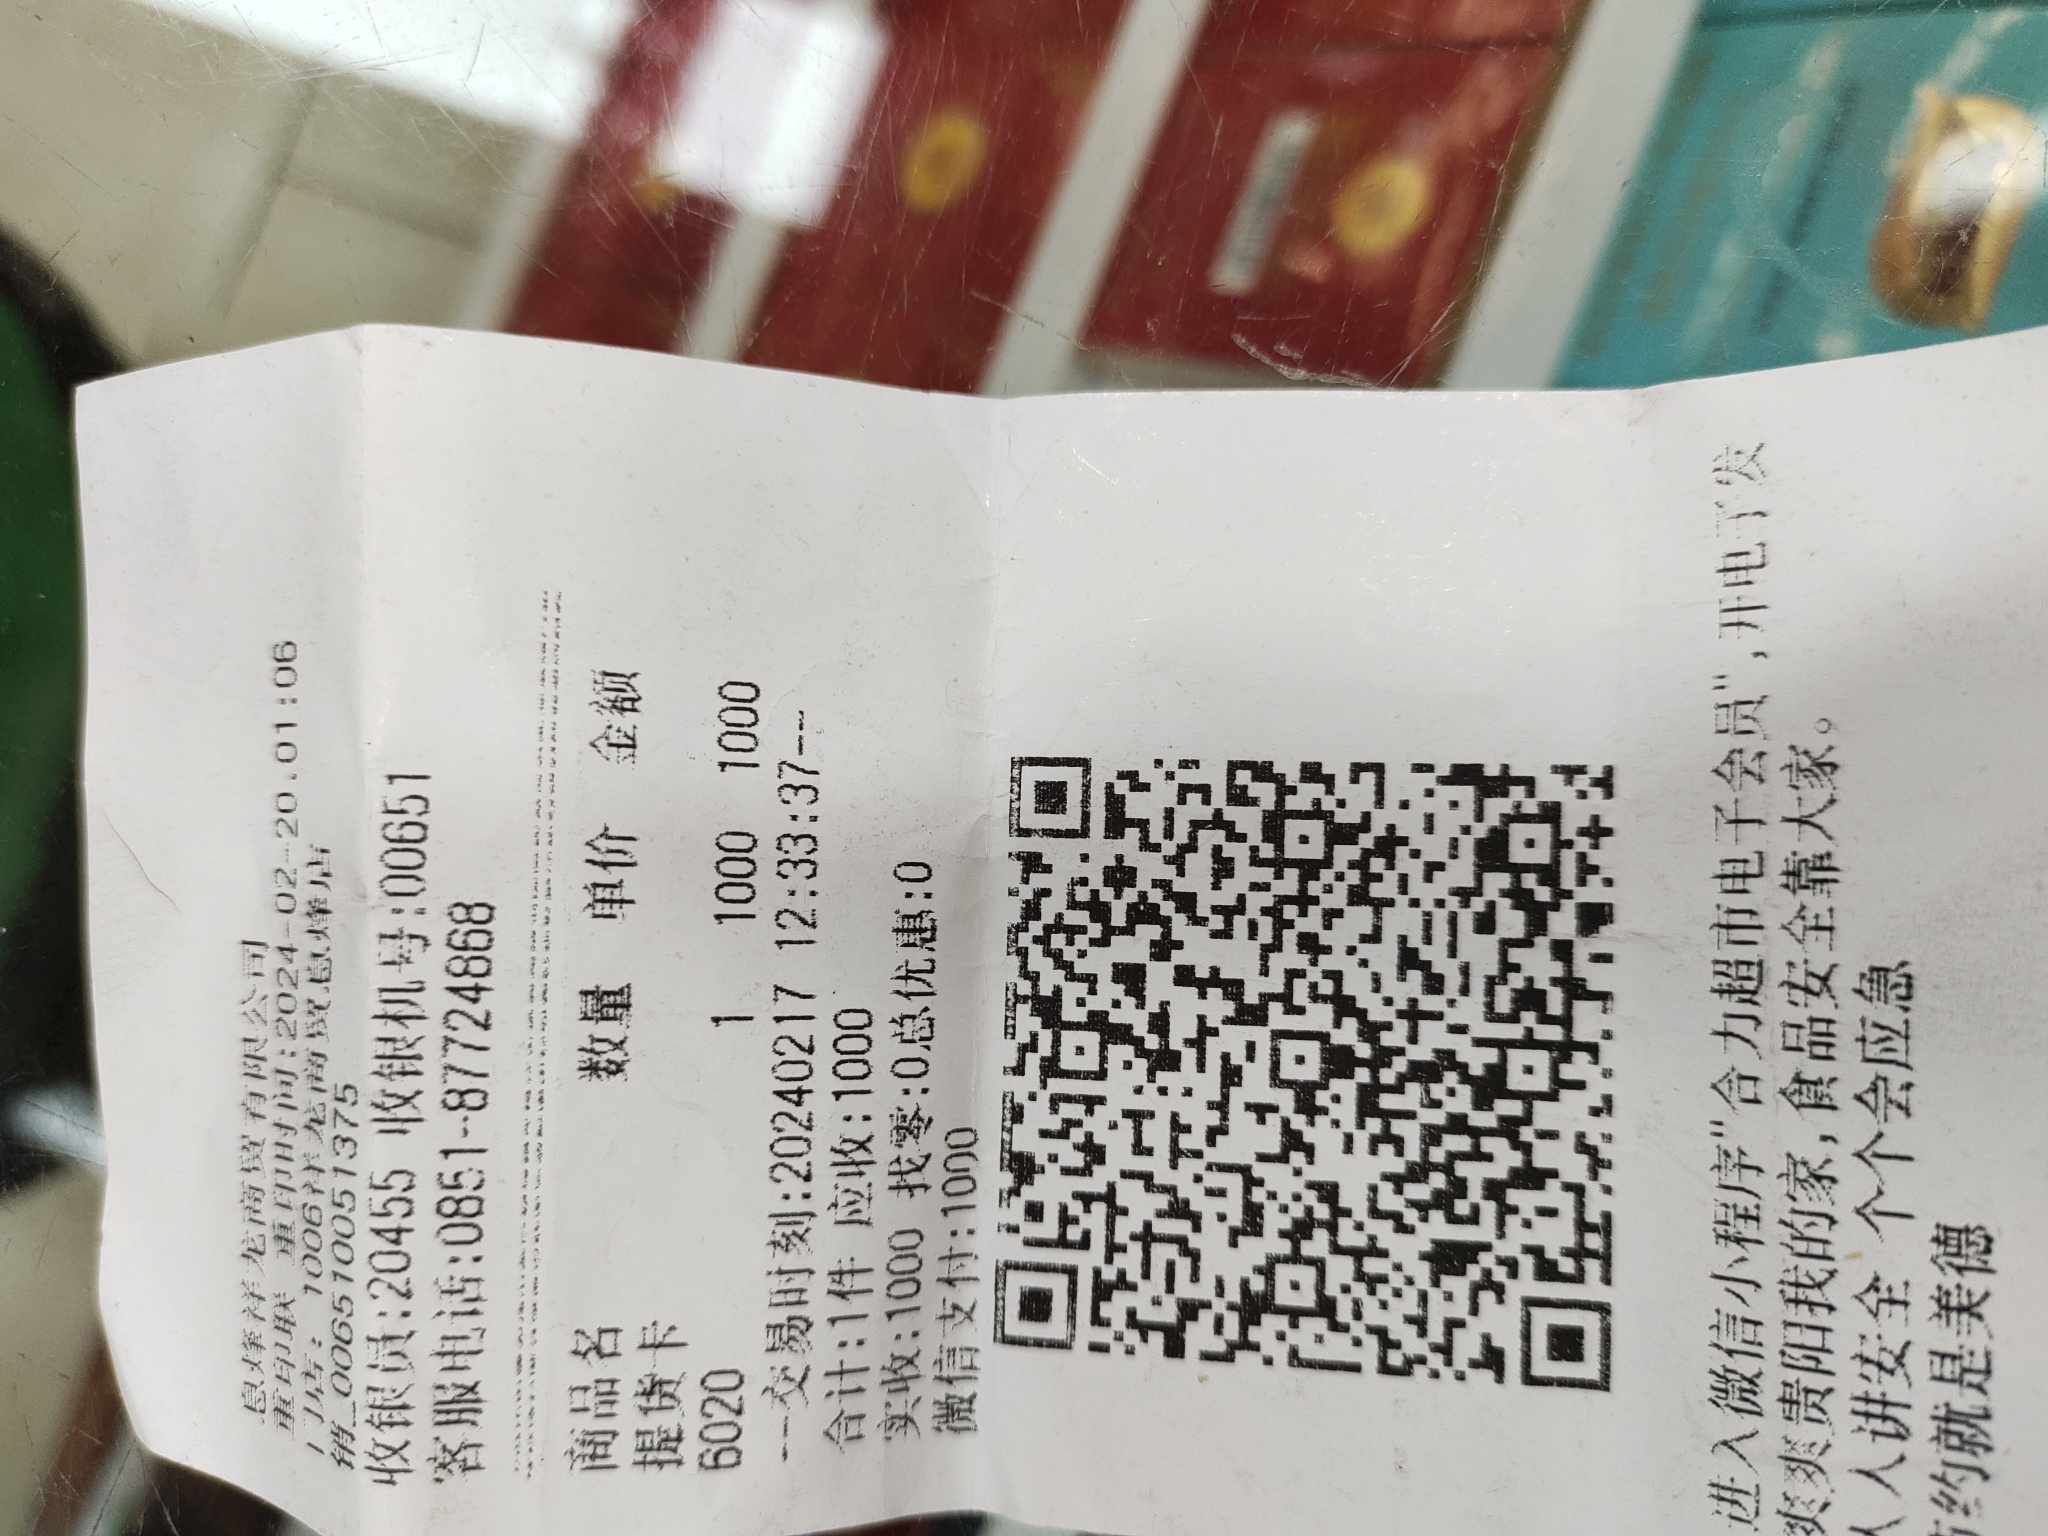 息烽祥龙商贸有限公司
重印联 重印时间:2024-02-20.01:06
门店: 1006祥龙商贸息烽店
销_006510051375
收银员:20455 收银机号:00651
客服电话:0851-87724868
商品名 数量 单价 金额
提货卡
6020 1 1000 1000
---交易时刻:20240217 12:33:37--
合计:1件 应收:1000
实收:1000 找零:0总优惠:0
微信支付:1000
进入微信小程序"合力超市电子会员",开电子发
爽爽贵阳我的家,食品安全靠大家。
人人讲安全 个个会应急
约就是美德